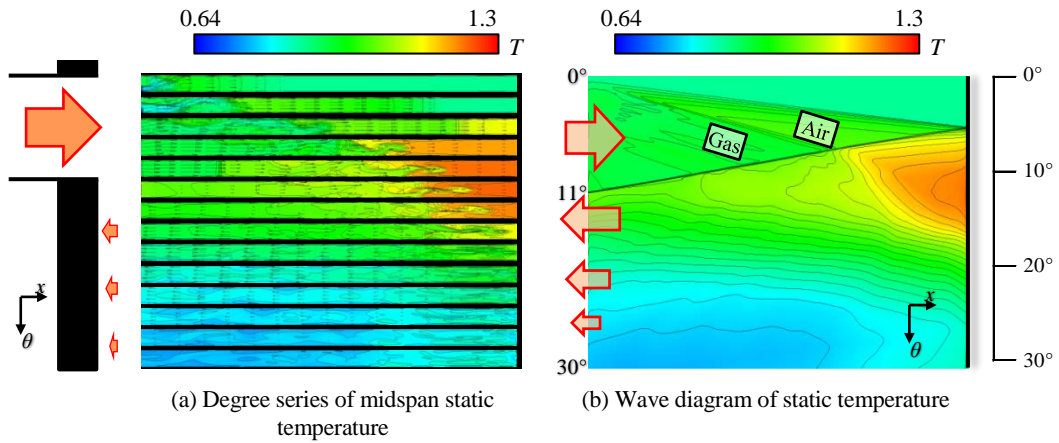 0.64 1.3 T
0.64 1.3 T
x
θ
Gas
Air
0°
11°
20°
30°
x
θ
0°
10°
20°
30°
(a) Degree series of midspan static
temperature
(b) Wave diagram of static temperature